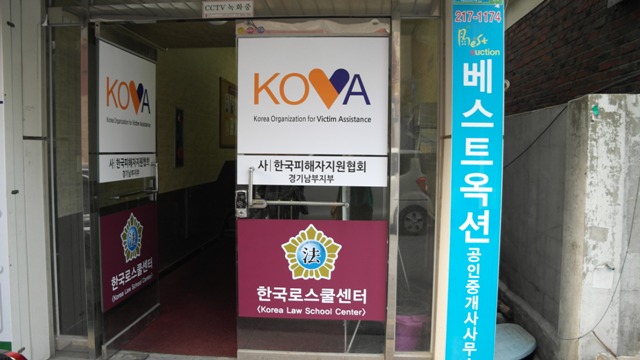 CCTV 녹화중
KOVA
Korea Organization for Victim Assistance
사|한국피해자지원협회
경기남부지부
法
한국로스쿨센터
<Korea Law School Center>
KOVA
Korea Organization for Victim Assistance
사|한국피해자지원협회
경기남부지부
法
한국로스쿨센터
<Korea Law School Center>
217-1174
Best
auction
베스트옥션
공인중개사사무